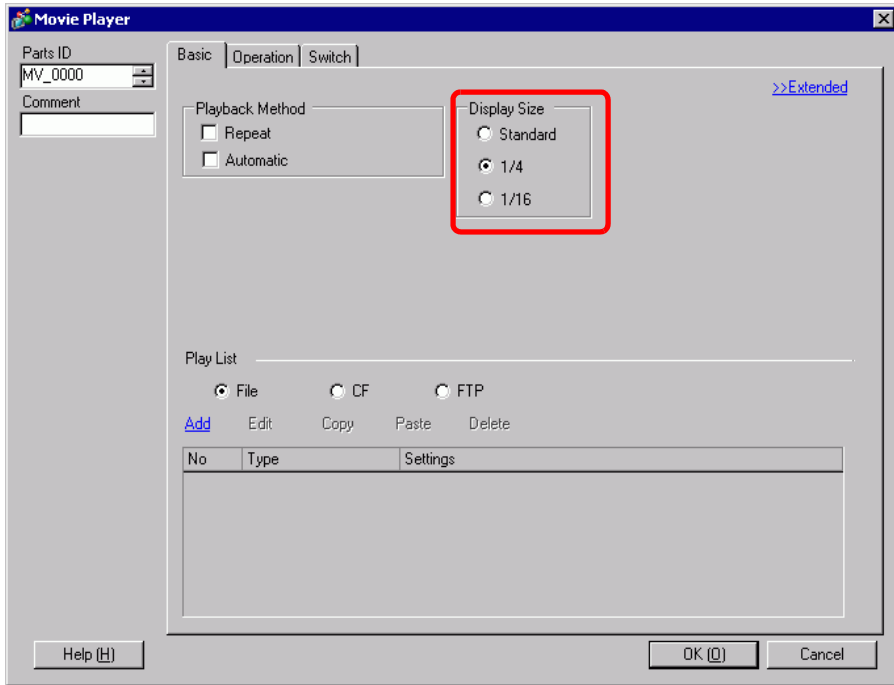 Movie Player
Parts ID
MV_0000
Comment
Basic Operation Switch
>>Extended
Playback Method
Repeat
Automatic
Display Size
Standard
1/4
1/16
Play List
File CF FTP
Add Edit Copy Paste Delete
No Type Settings
Help (H) OK (O) Cancel